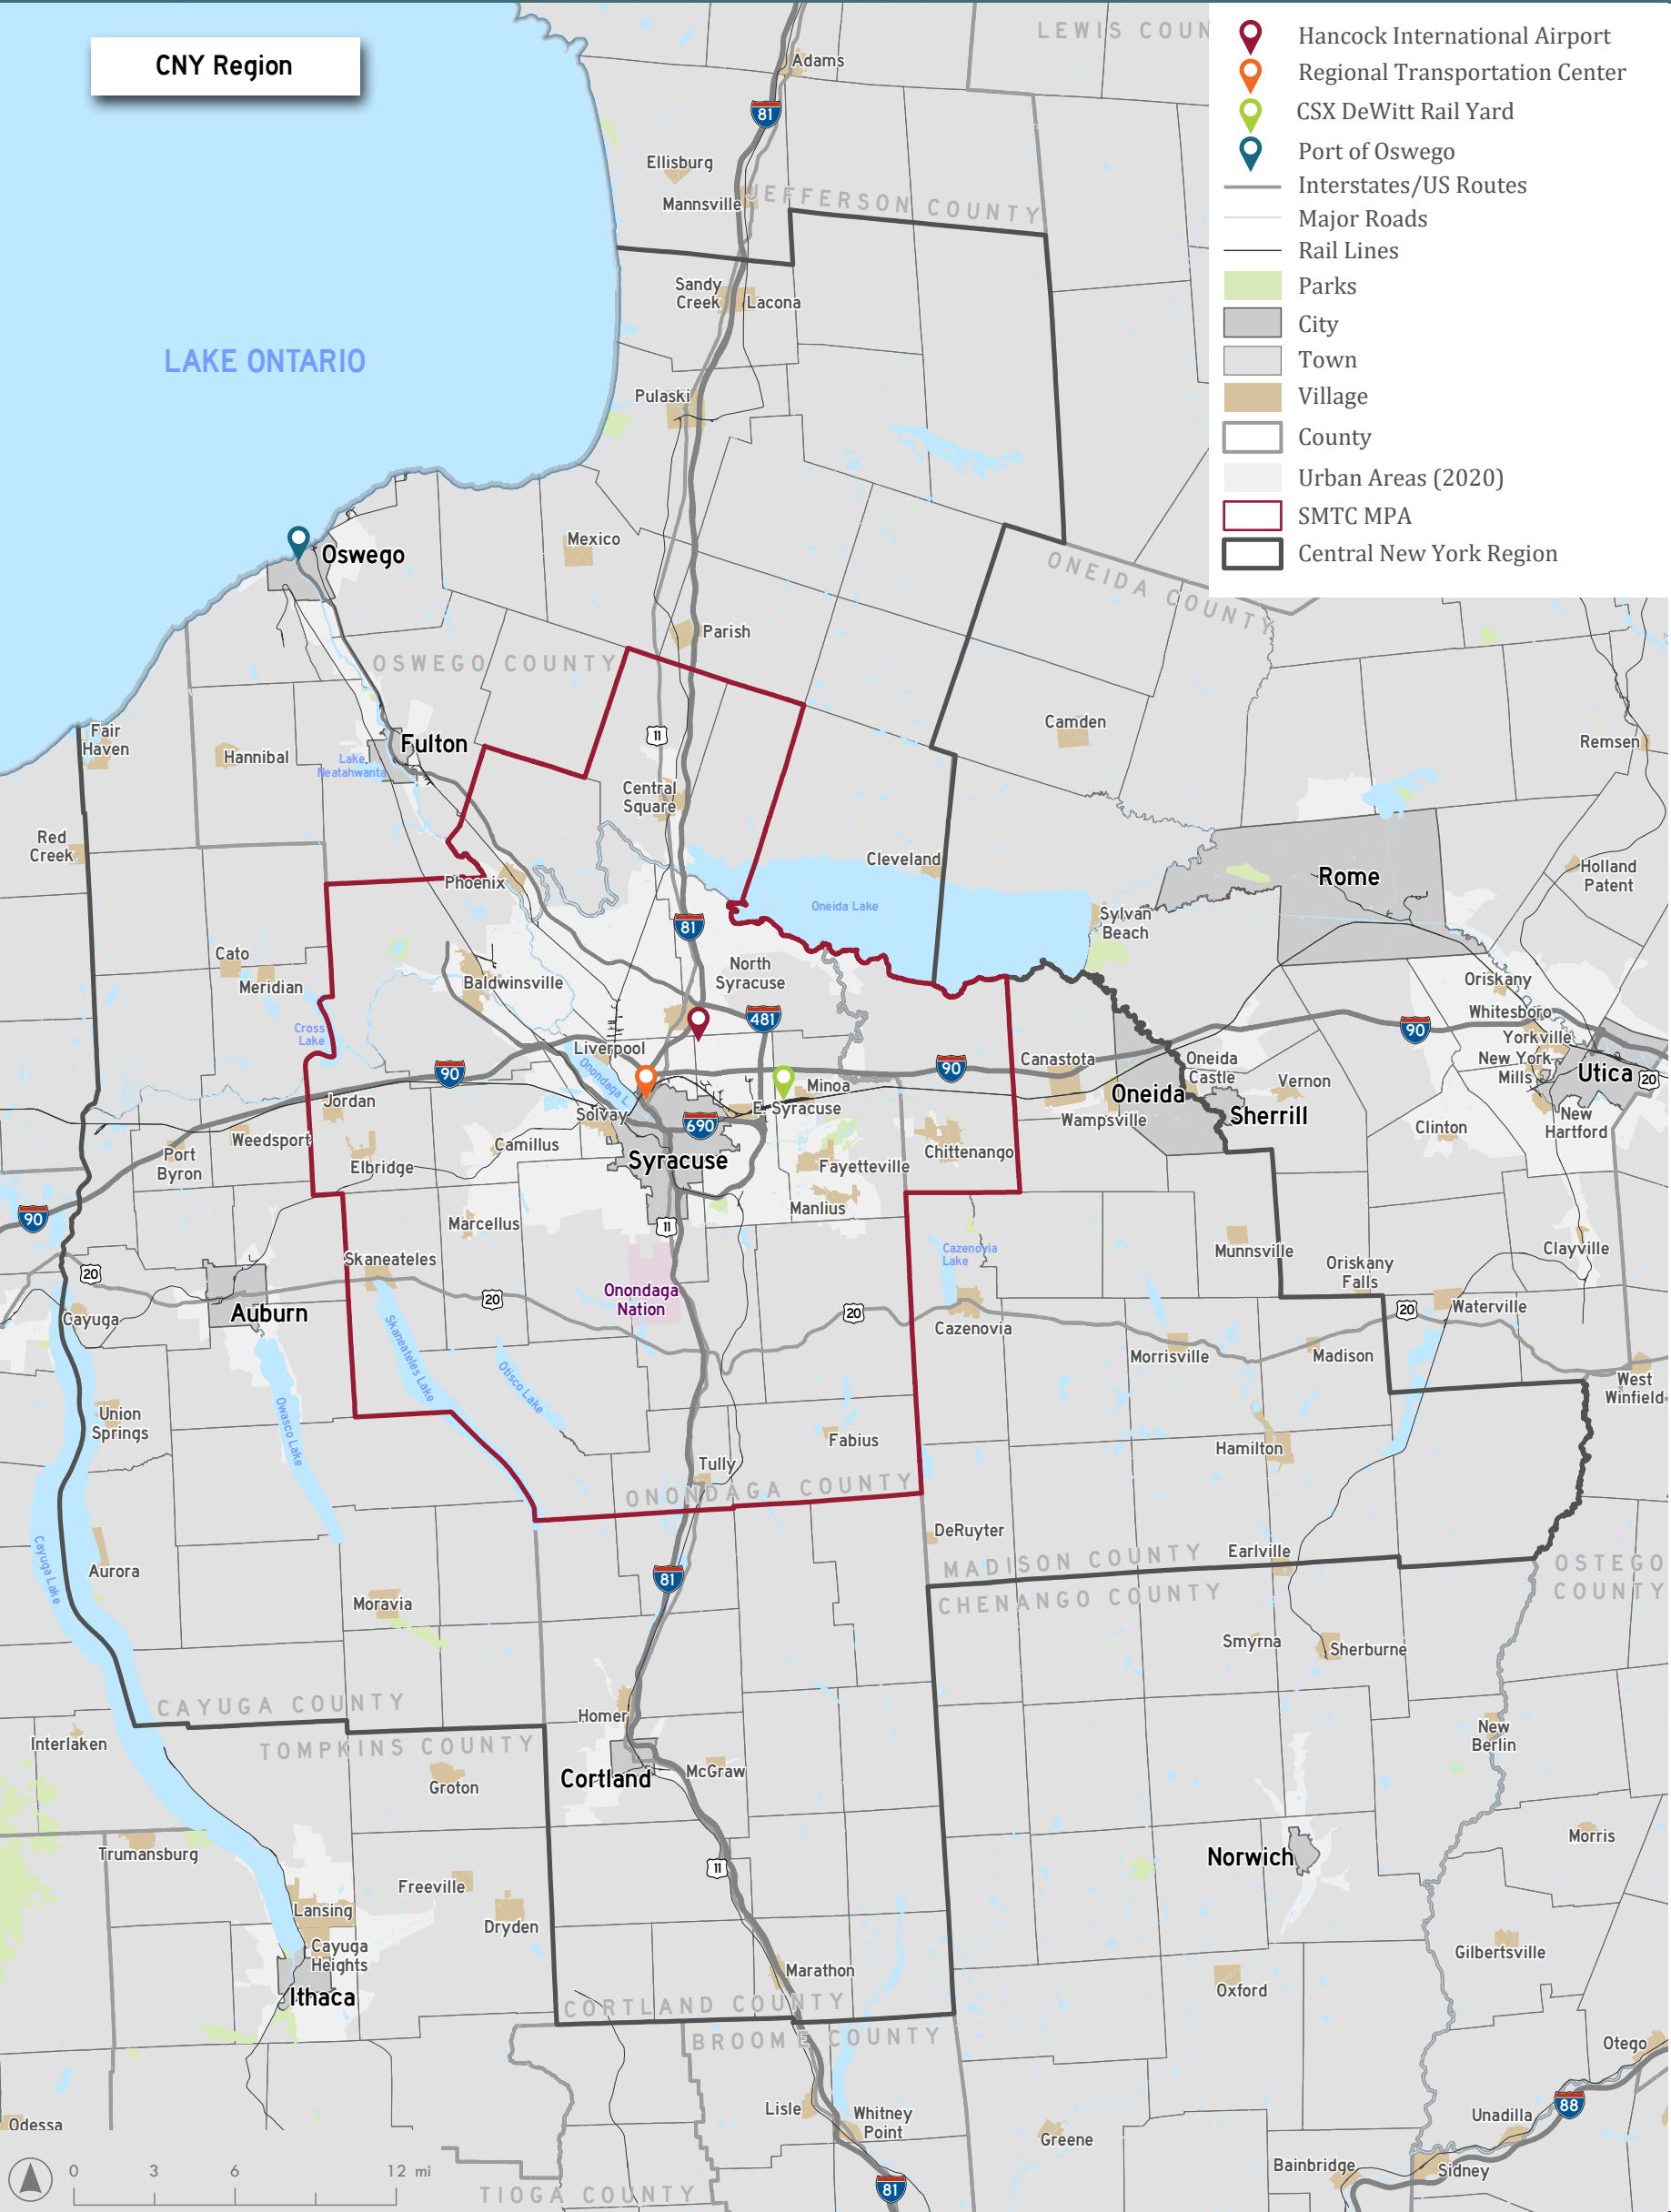 CNY Region
Hancock International Airport
Regional Transportation Center
CSX DeWitt Rail Yard
Port of Oswego
Interstates/US Routes
Major Roads
Rail Lines
Parks
City
Town
Village
County
Urban Areas (2020)
SMTC MPA
Central New York Region
LEWIS COUN
Adams
81
Ellisburg
Mannsville
JEFFERSON COUNTY
Sandy
Creek
Lacona
LAKE ONTARIO
Pulaski
Oswego
Mexico
ONEIDA COUNTY
Parish
OSWEGO COUNTY
Fair
Haven
Hannibal
Fulton
Lake
Neatahwanta
11
Camden
Remsen
Central
Square
Red
Creek
Phoenix
Cleveland
Rome
Holland
Patent
Oneida Lake
Sylvan
Beach
81
Cato
Meridian
Baldwinsville
North
Syracuse
Oriskany
Whitesboro
Cross
Lake
481
90
Yorkville
Liverpool
Onondaga L.
90
90
Canastota
Oneida
Castle
New York
Mills
Utica
20
Minoa
Vernon
Jordan
Solvay
E. Syracuse
Oneida
Wampsville
Sherrill
690
New
Hartford
Weedsport
Camillus
Clinton
Port
Byron
Elbridge
Syracuse
Fayetteville
Chittenango
90
Marcellus
11
Manlius
Skaneateles
Cazenovia
Lake
Munnsville
Clayville
Oriskany
Falls
20
Onondaga
Nation
20
20
20
Waterville
Cayuga
Auburn
Cazenovia
Skaneateles Lake
Otisco Lake
Morrisville
Madison
West
Winfield
Union
Springs
Owasco Lake
Fabius
Hamilton
Tully
ONONDAGA COUNTY
DeRuyter
Cayuga Lake
Aurora
81
MADISON COUNTY
Earlville
OSTEGO
COUNTY
CHENANGO COUNTY
Moravia
Smyrna
Sherburne
CAYUGA COUNTY
Homer
Interlaken
TOMPKINS COUNTY
New
Berlin
Groton
Cortland
McGraw
Trumansburg
Morris
Norwich
11
Freeville
Lansing
Dryden
Cayuga
Heights
Gilbertsville
Marathon
Ithaca
Oxford
CORTLAND COUNTY
BROOME COUNTY
Otego
Lisle
Whitney
Point
88
Odessa
Unadilla
Greene
Bainbridge
Sidney
0 3 6 12 mi
81
TIOGA COUNTY